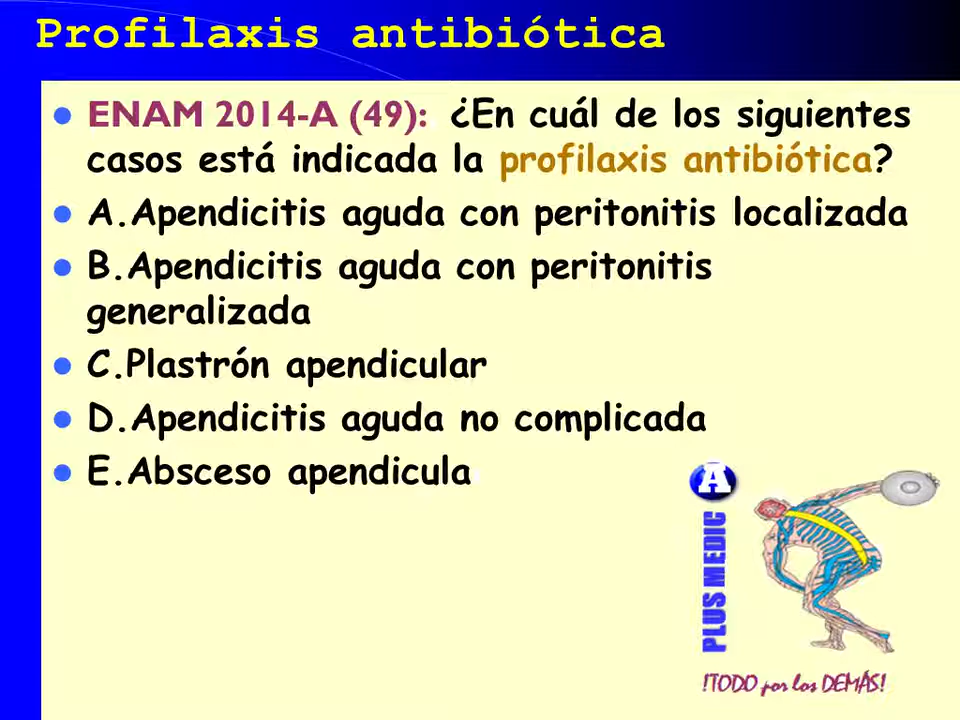 Profilaxis antibiótica
ENAM 2014-A (49): ¿En cuál de los siguientes
casos está indicada la profilaxis antibiótica?
A.Apendicitis aguda con peritonitis localizada
B.Apendicitis aguda con peritonitis
generalizada
C.Plastrón apendicular
D.Apendicitis aguda no complicada
E.Absceso apendicula
A
PLUS MEDIC
!TODO por los DEMÁS!